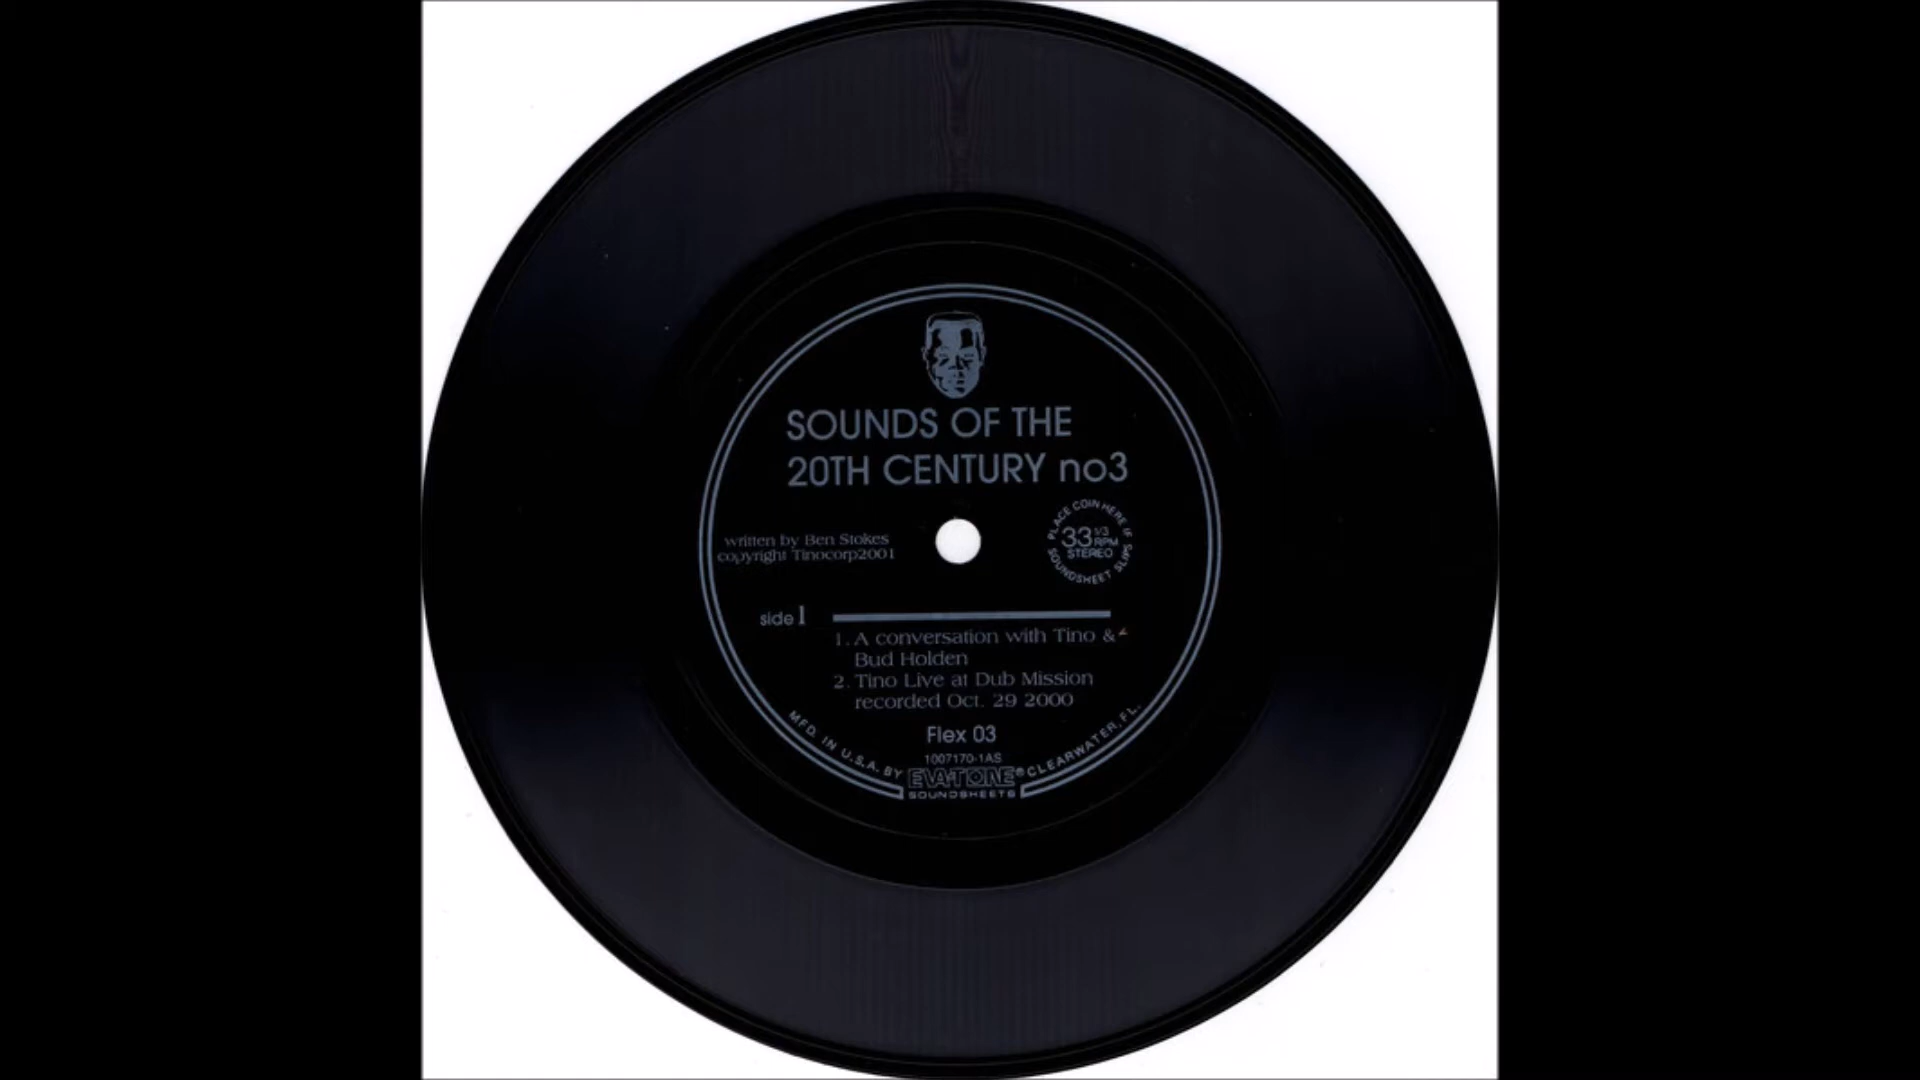 SOUNDS OF THE
20TH CENTURY no3
written by Ben Stokes
copyright Tinocorp2001
PLACE COIN HERE IF SOUNDSHEET SLIPS
33 1/3
RPM
STEREO
side 1
1. A conversation with Tino &
Bud Holden
2. Tino Live at Dub Mission
recorded Oct. 29 2000
Flex 03
1007170-1AS
MFD. IN U.S.A. BY EVA-TONE® CLEARWATER, FL.
SOUNDSHEETS